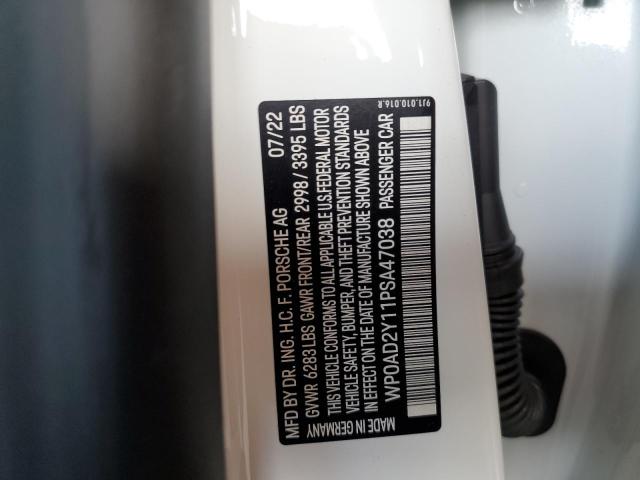 MFD BY DR. ING. H.C. F. PORSCHE AG 07/22
GVWR 6283 LBS GAWR FRONT/REAR 2998/3395 LBS
THIS VEHICLE CONFORMS TO ALL APPLICABLE U.S. FEDERAL MOTOR
VEHICLE SAFETY, BUMPER, AND THEFT PREVENTION STANDARDS
IN EFFECT ON THE DATE OF MANUFACTURE SHOWN ABOVE
WP0AD2Y11PSA47038 PASSENGER CAR
MADE IN GERMANY
9J1.010.016.R